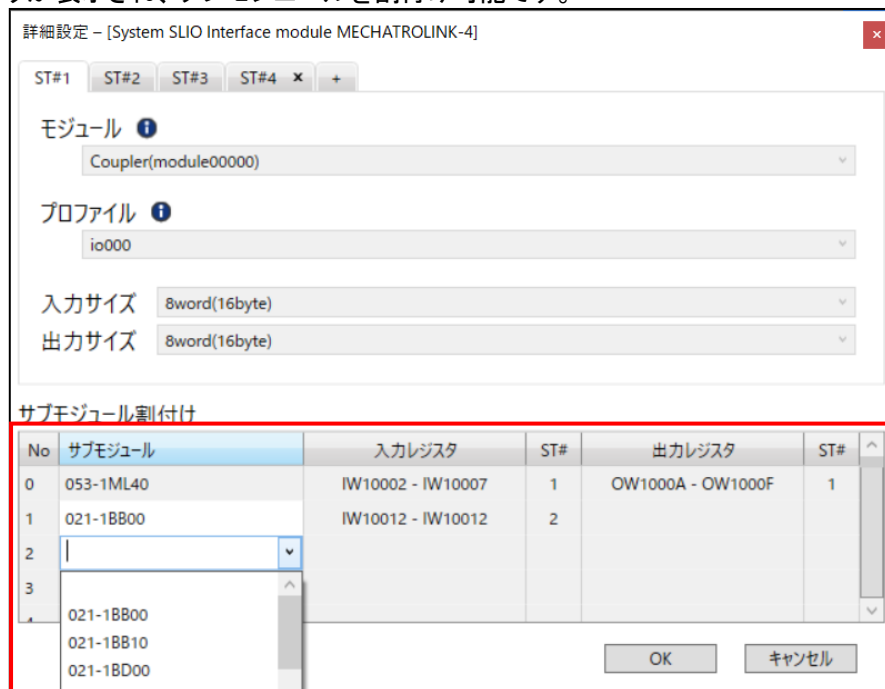 詳細設定 – [System SLIO Interface module MECHATROLINK-4]
ST#1 ST#2 ST#3 ST#4 × +
モジュール
Coupler(module00000)
プロファイル
io000
入力サイズ 8word(16byte)
出力サイズ 8word(16byte)
サブモジュール割付け
No サブモジュール 入力レジスタ ST# 出力レジスタ ST#
0 053-1ML40 IW10002 - IW10007 1 OW1000A - OW1000F 1
1 021-1BB00 IW10012 - IW10012 2
2
3
021-1BB00
021-1BB10
021-1BD00
OK キャンセル